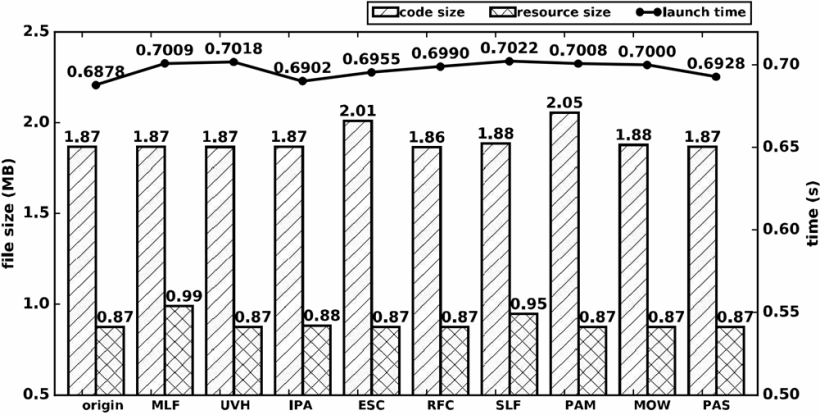 code size resource size launch time
2.5
2.0
1.5
1.0
0.5
file size (MB)
0.70
0.65
0.60
0.55
0.50
time (s)
0.6878 0.7009 0.7018 0.6902 0.6955 0.6990 0.7022 0.7008 0.7000 0.6928
1.87 1.87 1.87 1.87 2.01 1.86 1.88 2.05 1.88 1.87
0.87 0.99 0.87 0.88 0.87 0.87 0.95 0.87 0.87 0.87
origin MLF UVH IPA ESC RFC SLF PAM MOW PAS